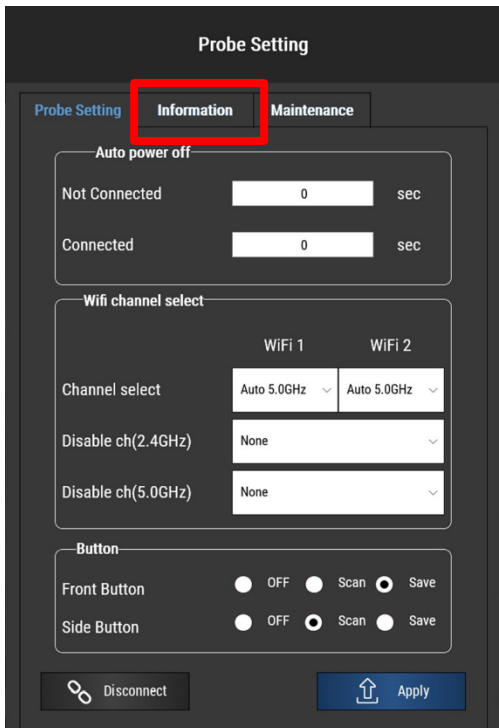 Probe Setting
Probe Setting Information Maintenance
Auto power off
Not Connected 0 sec
Connected 0 sec
Wifi channel select
WiFi 1 WiFi 2
Channel select Auto 5.0GHz Auto 5.0GHz
Disable ch(2.4GHz) None
Disable ch(5.0GHz) None
Button
Front Button OFF Scan Save
Side Button OFF Scan Save
Disconnect Apply